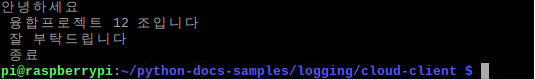 안녕하세요
융합프로젝트 12 조입니다
잘 부탁드립니다
종료
pi@raspberrypi:~/python-docs-samples/logging/cloud-client $